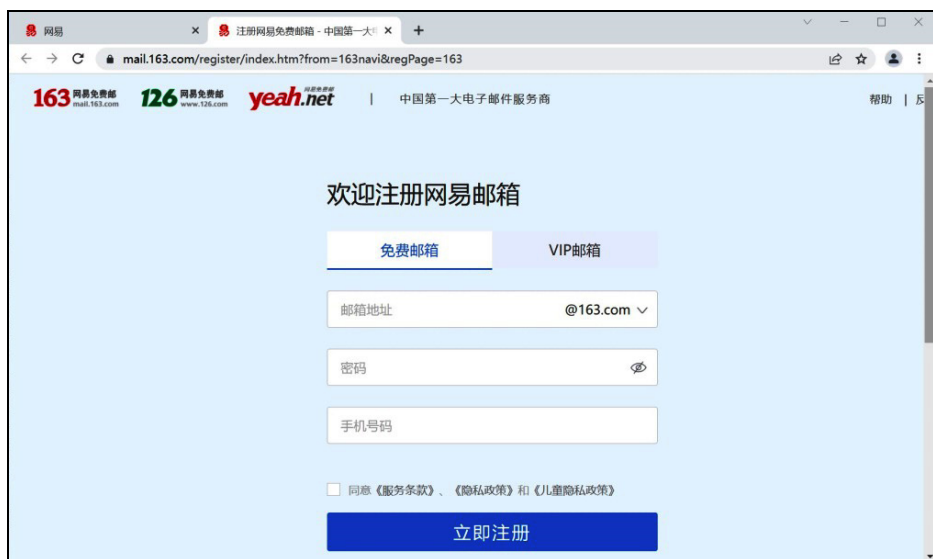 网易
注册网易免费邮箱 - 中国第一大
mail.163.com/register/index.htm?from=163navi&regPage=163
163 网易免费邮 mail.163.com 126 网易免费邮 www.126.com yeah.net 网易免费邮 | 中国第一大电子邮件服务商 帮助 |
欢迎注册网易邮箱
免费邮箱 VIP邮箱
邮箱地址 @163.com
密码
手机号码
同意《服务条款》、《隐私政策》和《儿童隐私政策》
立即注册